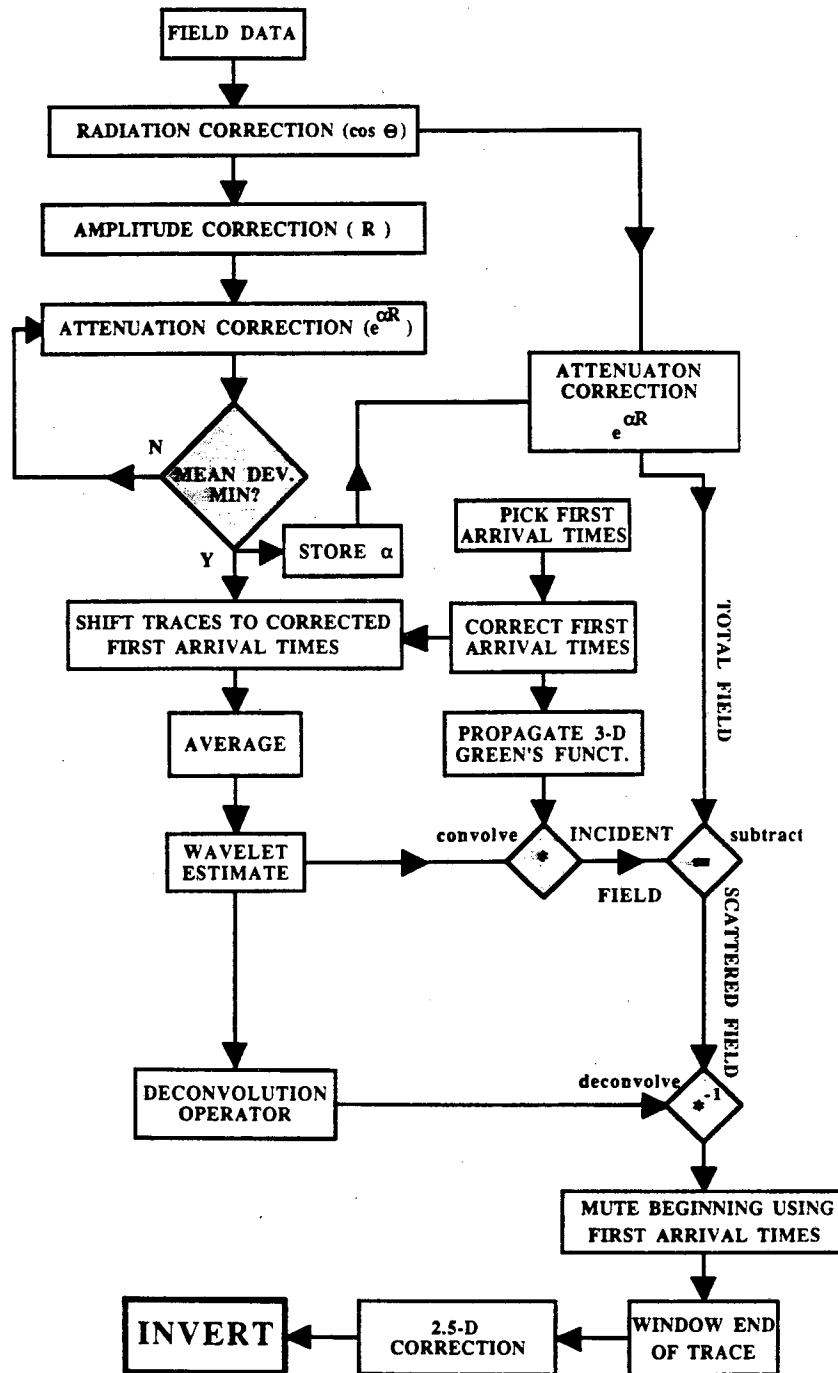 FIELD DATA
RADIATION CORRECTION (cos Θ)
AMPLITUDE CORRECTION ( R )
ATTENUATION CORRECTION (e^αR )
ATTENUATON
CORRECTION
e^αR
N
MEAN DEV.
MIN?
Y
STORE α
PICK FIRST
ARRIVAL TIMES
SHIFT TRACES TO CORRECTED
FIRST ARRIVAL TIMES
CORRECT FIRST
ARRIVAL TIMES
TOTAL FIELD
AVERAGE
PROPAGATE 3-D
GREEN'S FUNCT.
WAVELET
ESTIMATE
convolve
*
INCIDENT
FIELD
-
subtract
SCATTERED FIELD
DECONVOLUTION
OPERATOR
deconvolve
*^-1
MUTE BEGINNING USING
FIRST ARRIVAL TIMES
WINDOW END
OF TRACE
2.5-D
CORRECTION
INVERT